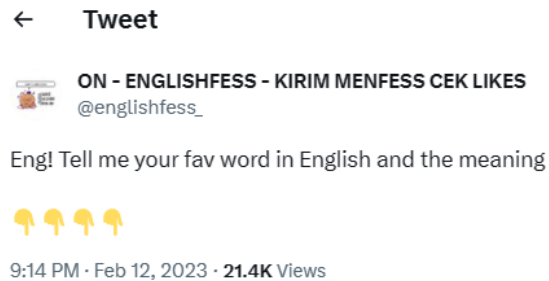 ← Tweet
ON - ENGLISHFESS - KIRIM MENFESS CEK LIKES
@englishfess_
Eng! Tell me your fav word in English and the meaning
👇👇👇👇
9:14 PM · Feb 12, 2023 · 21.4K Views